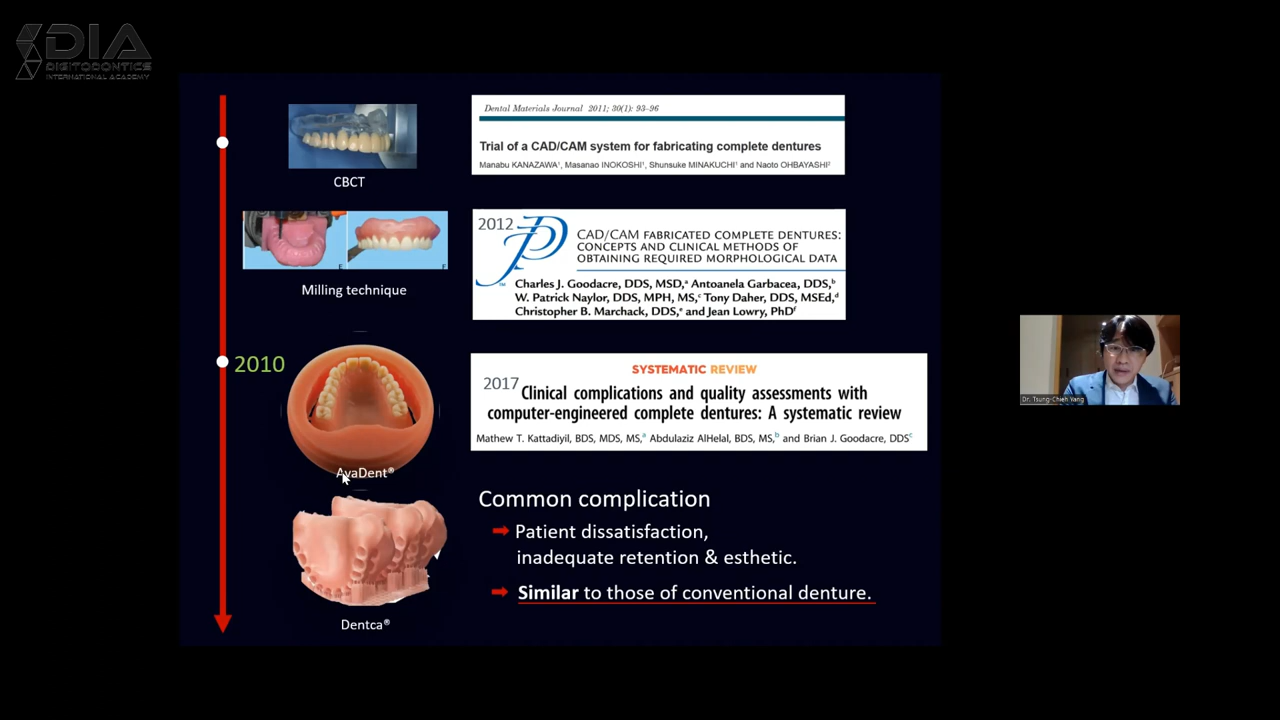 DIA
DIGITODONTICS
INTERNATIONAL ACADEMY
CBCT
Dental Materials Journal 2011; 30(1): 93–96
Trial of a CAD/CAM system for fabricating complete dentures
Manabu KANAZAWA¹, Masanao INOKOSHI¹, Shunsuke MINAKUCHI¹ and Naoto OHBAYASHI²
E F
Milling technique
2012
JP
CAD/CAM FABRICATED COMPLETE DENTURES:
CONCEPTS AND CLINICAL METHODS OF
OBTAINING REQUIRED MORPHOLOGICAL DATA
Charles J. Goodacre, DDS, MSD,ᵃ Antoanela Garbacea, DDS,ᵇ
W. Patrick Naylor, DDS, MPH, MS,ᶜ Tony Daher, DDS, MSEd,ᵈ
Christopher B. Marchack, DDS,ᵉ and Jean Lowry, PhDᶠ
2010
AvaDent®
SYSTEMATIC REVIEW
2017
Clinical complications and quality assessments with
computer-engineered complete dentures: A systematic review
Mathew T. Kattadiyil, BDS, MDS, MS,ᵃ Abdulaziz AlHelal, BDS, MS,ᵇ and Brian J. Goodacre, DDSᶜ
Dentca®
Common complication
Patient dissatisfaction,
inadequate retention & esthetic.
Similar to those of conventional denture.
Dr. Tsung-Chieh Yang